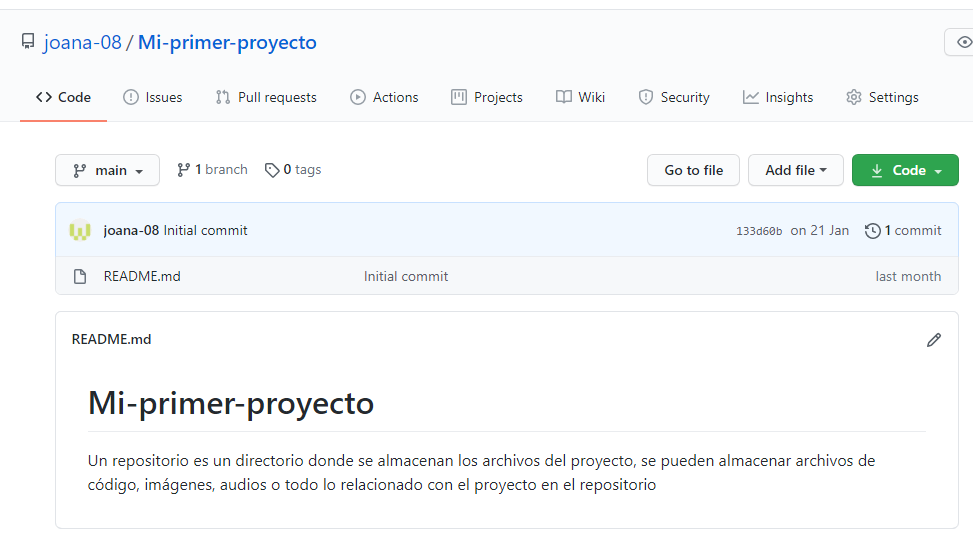 joana-08 / Mi-primer-proyecto
Code Issues Pull requests Actions Projects Wiki Security Insights Settings
main 1 branch 0 tags Go to file Add file Code
joana-08 Initial commit 133d60b on 21 Jan 1 commit
README.md Initial commit last month
README.md
Mi-primer-proyecto
Un repositorio es un directorio donde se almacenan los archivos del proyecto, se pueden almacenar archivos de
código, imágenes, audios o todo lo relacionado con el proyecto en el repositorio